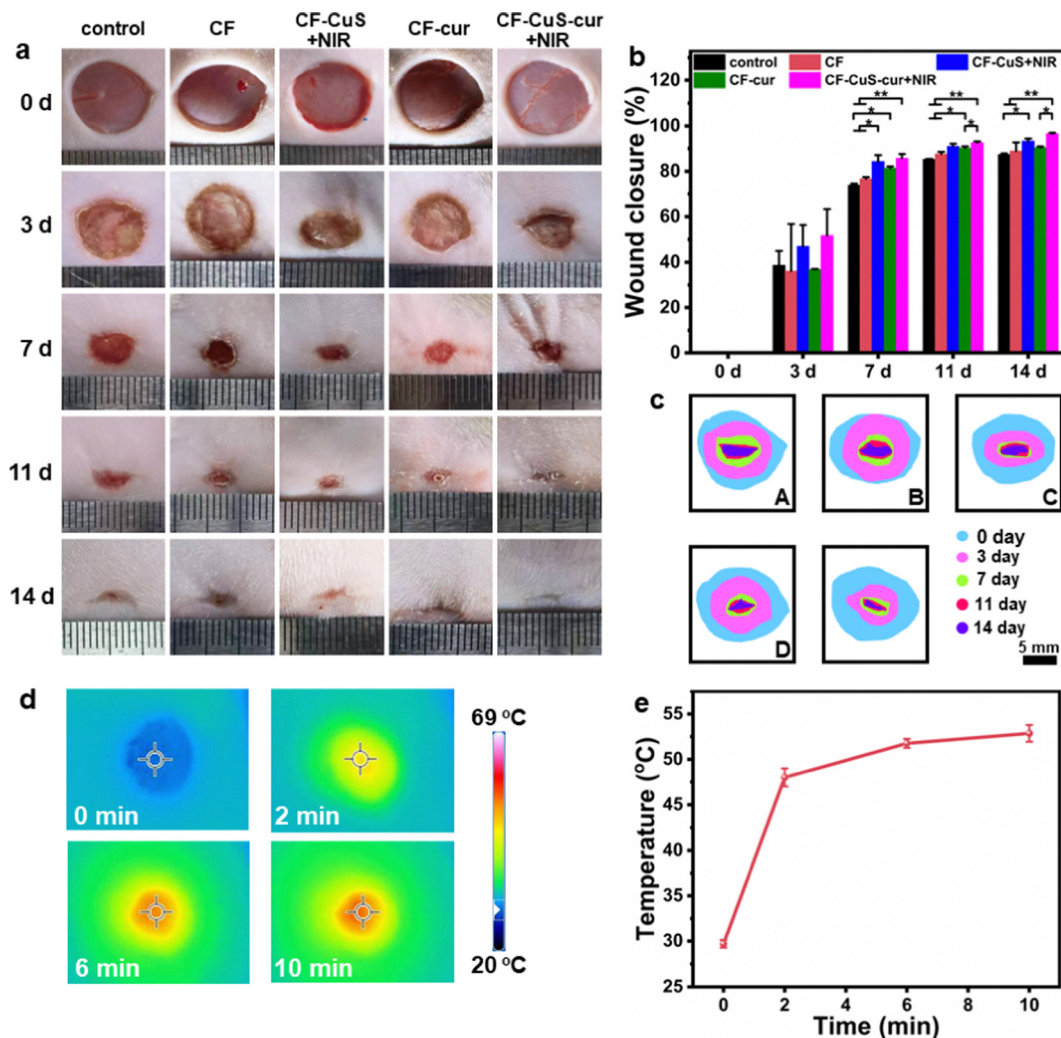 a
control
CF
CF-CuS
+NIR
CF-cur
CF-CuS-cur
+NIR
0 d
3 d
7 d
11 d
14 d
b
control
CF
CF-CuS+NIR
CF-cur
CF-CuS-cur+NIR
Wound closure (%)
120
100
80
60
40
20
0
**
*
*
**
*
*
**
*
*
0 d
3 d
7 d
11 d
14 d
c
A
B
C
D
0 day
3 day
7 day
11 day
14 day
5 mm
d
0 min
2 min
6 min
10 min
69 °C
20 °C
e
Temperature (°C)
55
50
45
40
35
30
25
0
2
4
6
8
10
Time (min)